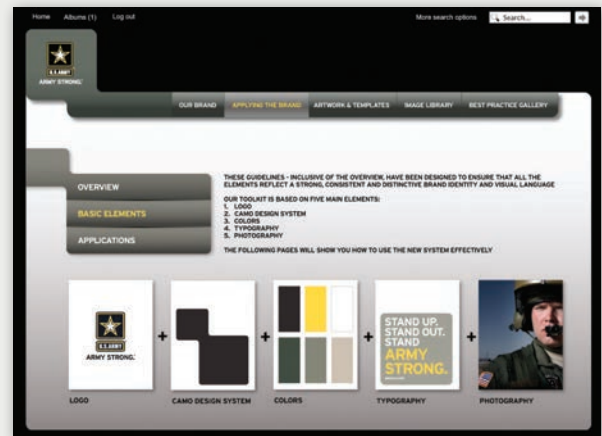 Home Albums (1) Log out More search options Search...
U.S.ARMY
ARMY STRONG.
OUR BRAND APPLYING THE BRAND ARTWORK & TEMPLATES IMAGE LIBRARY BEST PRACTICE GALLERY
OVERVIEW
BASIC ELEMENTS
APPLICATIONS
THESE GUIDELINES - INCLUSIVE OF THE OVERVIEW, HAVE BEEN DESIGNED TO ENSURE THAT ALL THE
ELEMENTS REFLECT A STRONG, CONSISTENT AND DISTINCTIVE BRAND IDENTITY AND VISUAL LANGUAGE
OUR TOOLKIT IS BASED ON FIVE MAIN ELEMENTS:
1. LOGO
2. CAMO DESIGN SYSTEM
3. COLORS
4. TYPOGRAPHY
5. PHOTOGRAPHY
THE FOLLOWING PAGES WILL SHOW YOU HOW TO USE THE NEW SYSTEM EFFECTIVELY
U.S.ARMY
ARMY STRONG.
+ + + +
STAND UP.
STAND OUT.
STAND
ARMY
STRONG.
LOGO CAMO DESIGN SYSTEM COLORS TYPOGRAPHY PHOTOGRAPHY